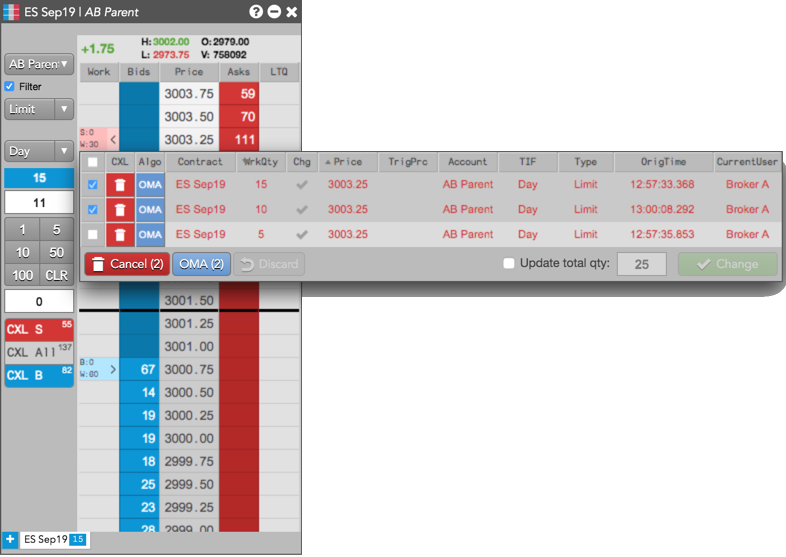 ES Sep19 | AB Parent
+1.75 H: 3002.00 O: 2979.00
L: 2973.75 V: 758092
Work Bids Price Asks LTQ
AB Paren
Filter
Limit
Day
15
11
1 5
10 50
100 CLR
0
CXL S 55
CXL All 137
CXL B 82
3003.75 59
3003.50 70
S:0
W:30 3003.25 111
CXL Algo Contract WrkQty Chg Price TrigPrc Account TIF Type OrigTime CurrentUser
OMA ES Sep19 15 3003.25 AB Parent Day Limit 12:57:33.368 Broker A
OMA ES Sep19 10 3003.25 AB Parent Day Limit 13:00:08.292 Broker A
OMA ES Sep19 5 3003.25 AB Parent Day Limit 12:57:35.853 Broker A
Cancel (2) OMA (2) Discard Update total qty: 25 Change
3001.50
3001.25
3001.00
B:0
W:80 67 3000.75
14 3000.50
19 3000.25
19 3000.00
18 2999.75
25 2999.50
23 2999.25
28 2999.00
ES Sep19 15